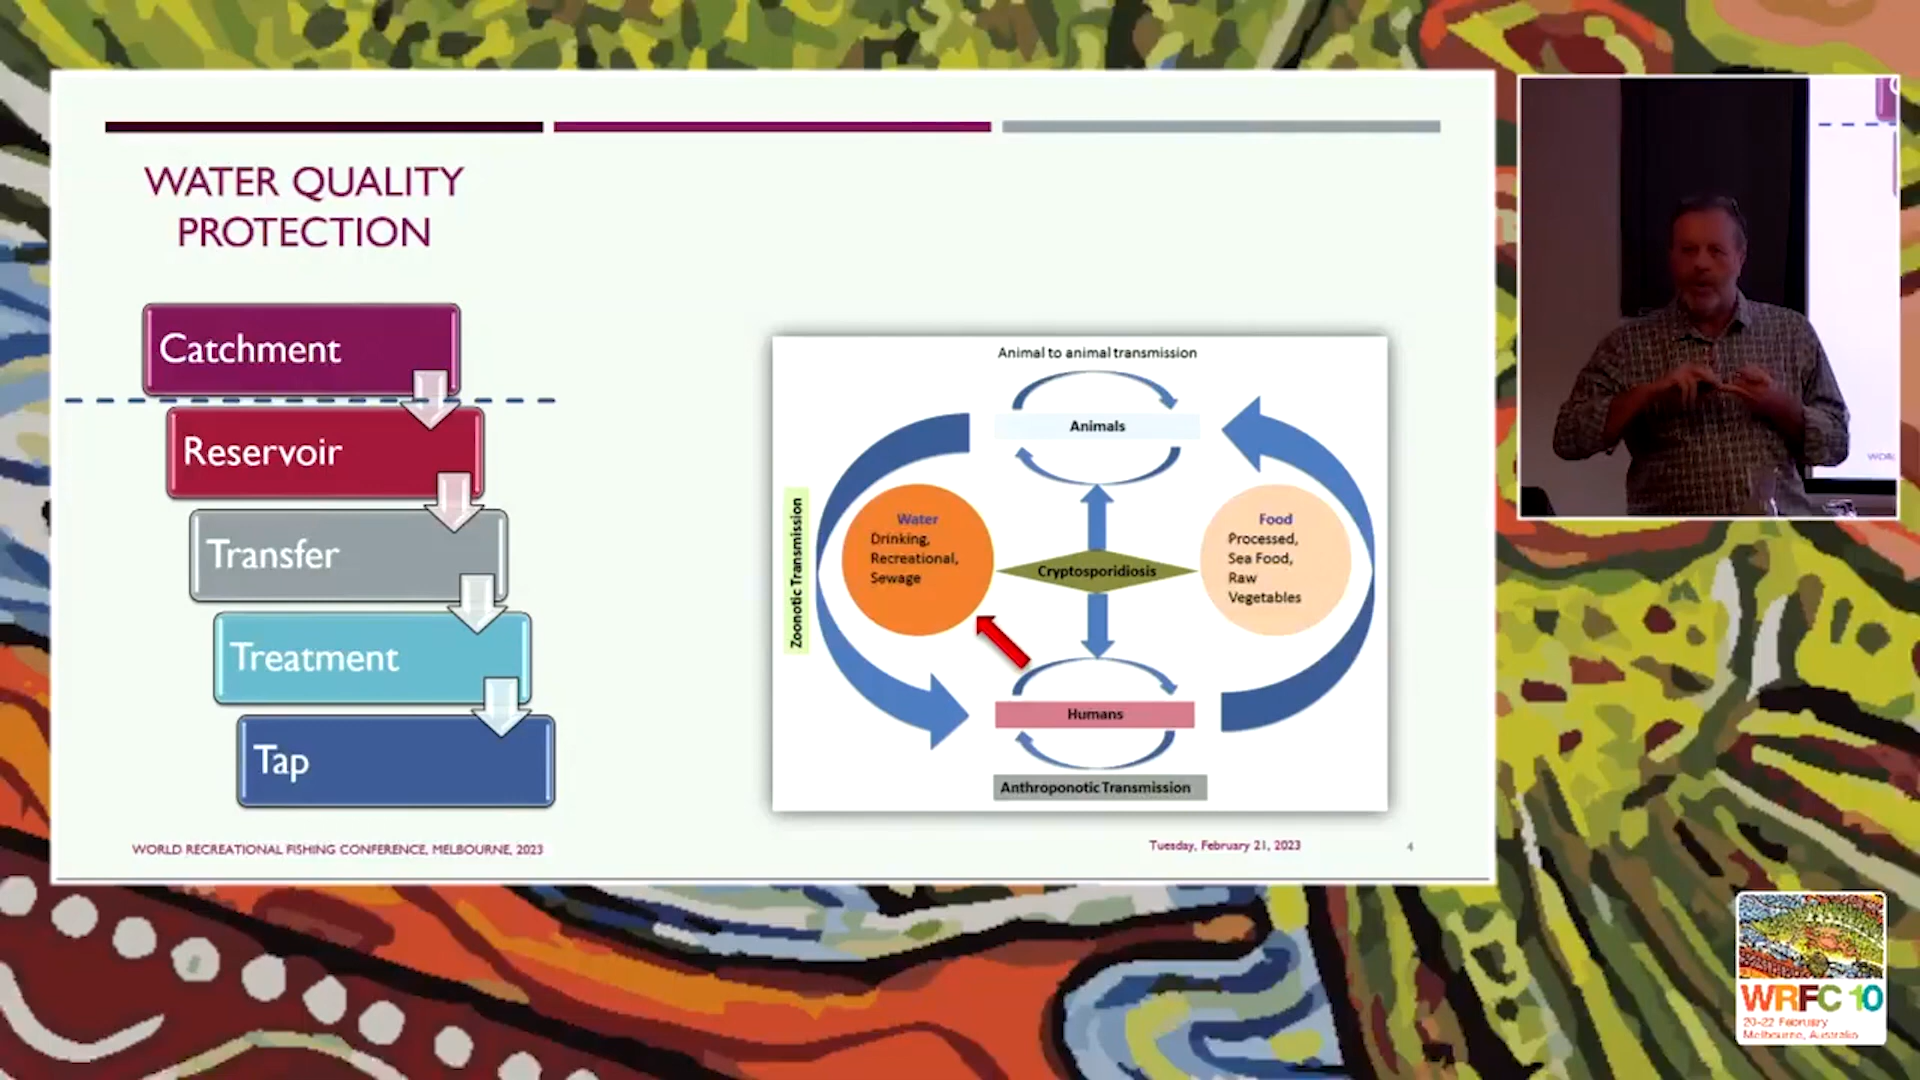 WATER QUALITY
PROTECTION
Catchment
Reservoir
Transfer
Treatment
Tap
Animal to animal transmission
Animals
Zoonotic Transmission
Water
Drinking,
Recreational,
Sewage
Cryptosporidiosis
Food
Processed,
Sea Food,
Raw
Vegetables
Humans
Anthroponotic Transmission
WORLD RECREATIONAL FISHING CONFERENCE, MELBOURNE, 2023
Tuesday, February 21, 2023
4
WRFC 10
20-22 February
Melbourne, Australia